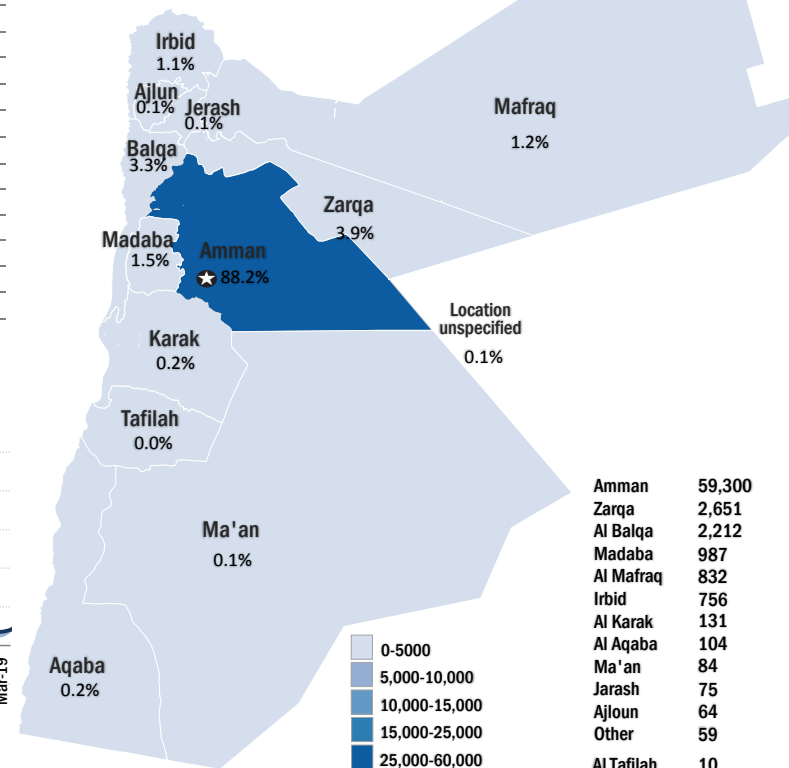 Irbid
1.1%
Ajlun
0.1%
Jerash
0.1%
Mafraq
1.2%
Balqa
3.3%
Zarqa
3.9%
Madaba
1.5%
Amman
88.2%
Location
unspecified
0.1%
Karak
0.2%
Tafilah
0.0%
Ma'an
0.1%
Aqaba
0.2%
Mar-19
0-5000
5,000-10,000
10,000-15,000
15,000-25,000
25,000-60,000
Amman 59,300
Zarqa 2,651
Al Balqa 2,212
Madaba 987
Al Mafraq 832
Irbid 756
Al Karak 131
Al Aqaba 104
Ma'an 84
Jarash 75
Ajloun 64
Other 59
Al Tafilah 10